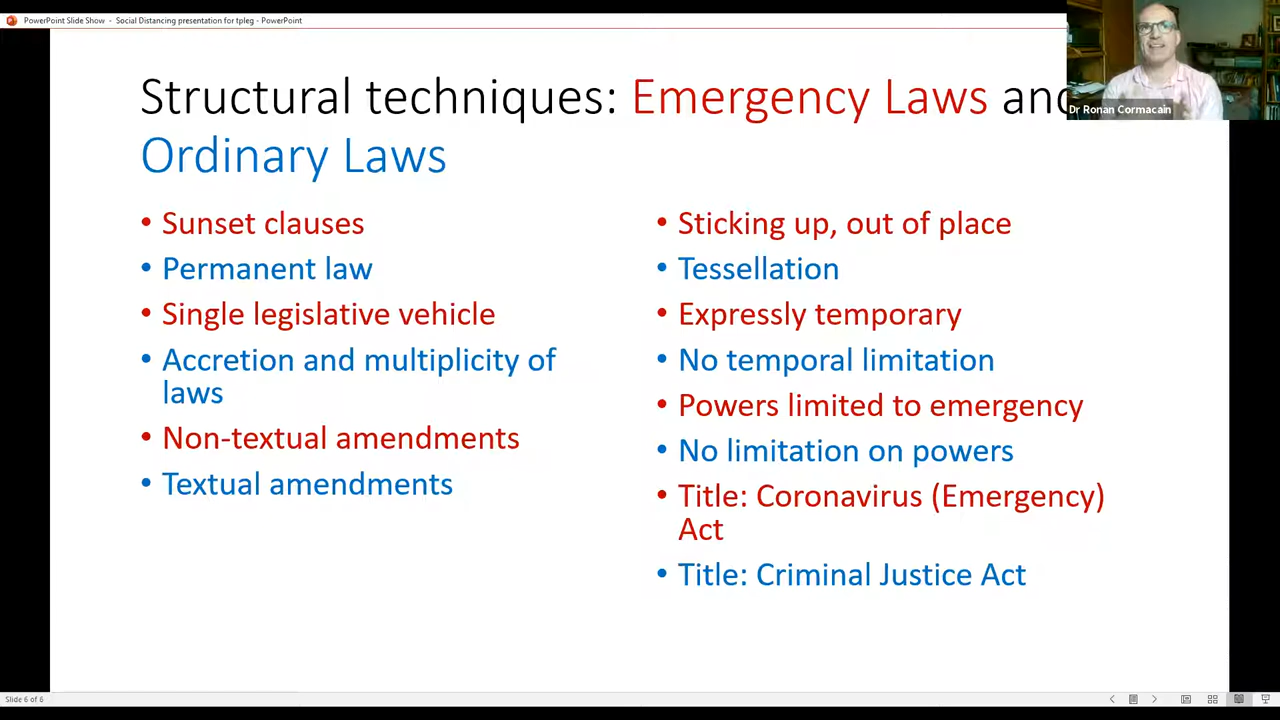 PowerPoint Slide Show - Social Distancing presentation for tpleg - PowerPoint
Dr Ronan Cormacain
Structural techniques: Emergency Laws and
Ordinary Laws
• Sunset clauses
• Permanent law
• Single legislative vehicle
• Accretion and multiplicity of
laws
• Non-textual amendments
• Textual amendments
• Sticking up, out of place
• Tessellation
• Expressly temporary
• No temporal limitation
• Powers limited to emergency
• No limitation on powers
• Title: Coronavirus (Emergency)
Act
• Title: Criminal Justice Act
Slide 6 of 6